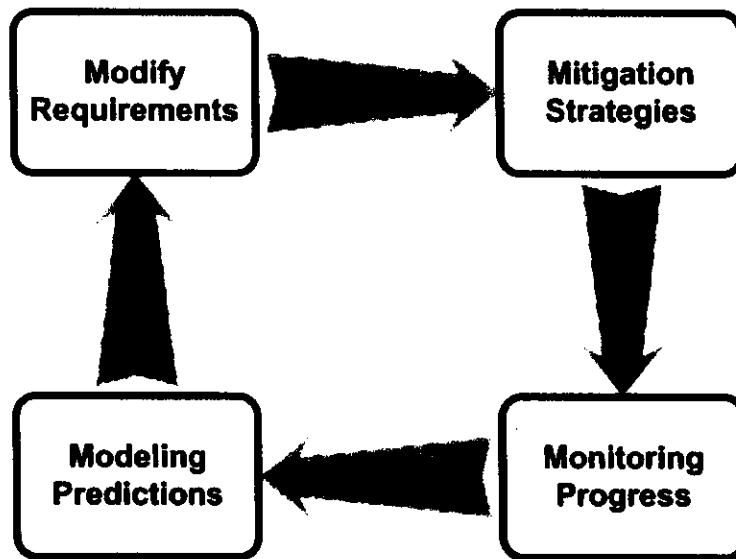 Modify
Requirements
Mitigation
Strategies
Modeling
Predictions
Monitoring
Progress